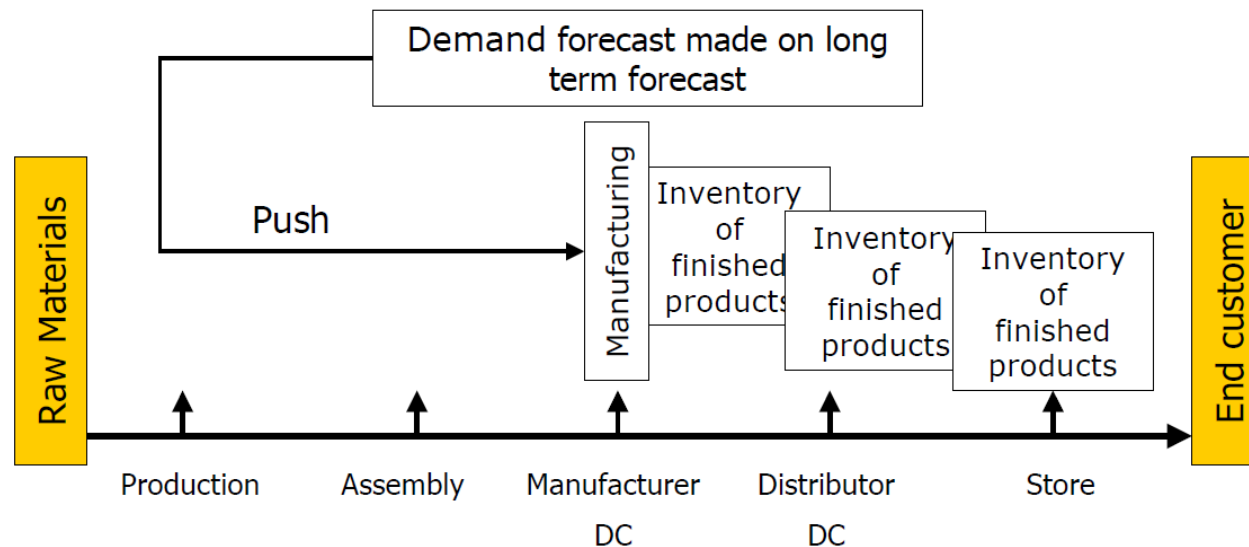 Demand forecast made on long
term forecast
Raw Materials
Push
Manufacturing
Inventory
of
finished
products
Inventory
of
finished
products
Inventory
of
finished
products
End customer
Production
Assembly
Manufacturer
DC
Distributor
DC
Store